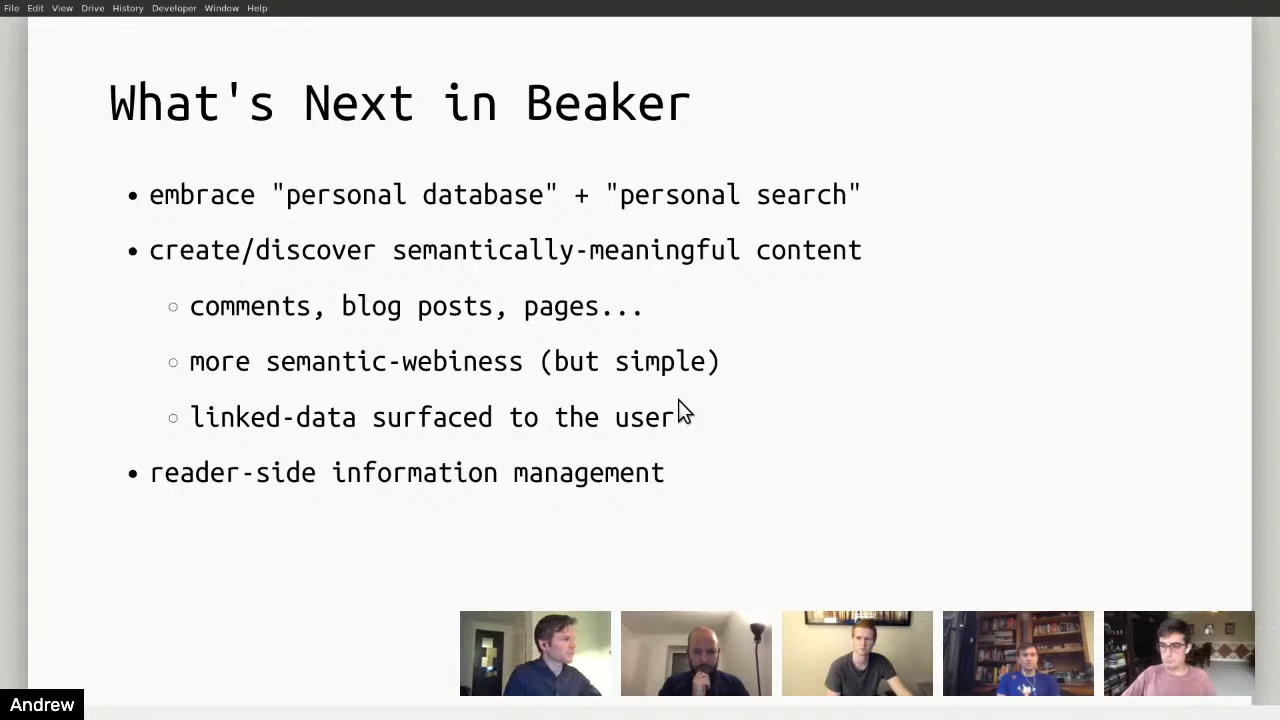 File Edit View Drive History Developer Window Help
What's Next in Beaker
• embrace "personal database" + "personal search"
• create/discover semantically-meaningful content
○ comments, blog posts, pages...
○ more semantic-webiness (but simple)
○ linked-data surfaced to the user
• reader-side information management
Andrew